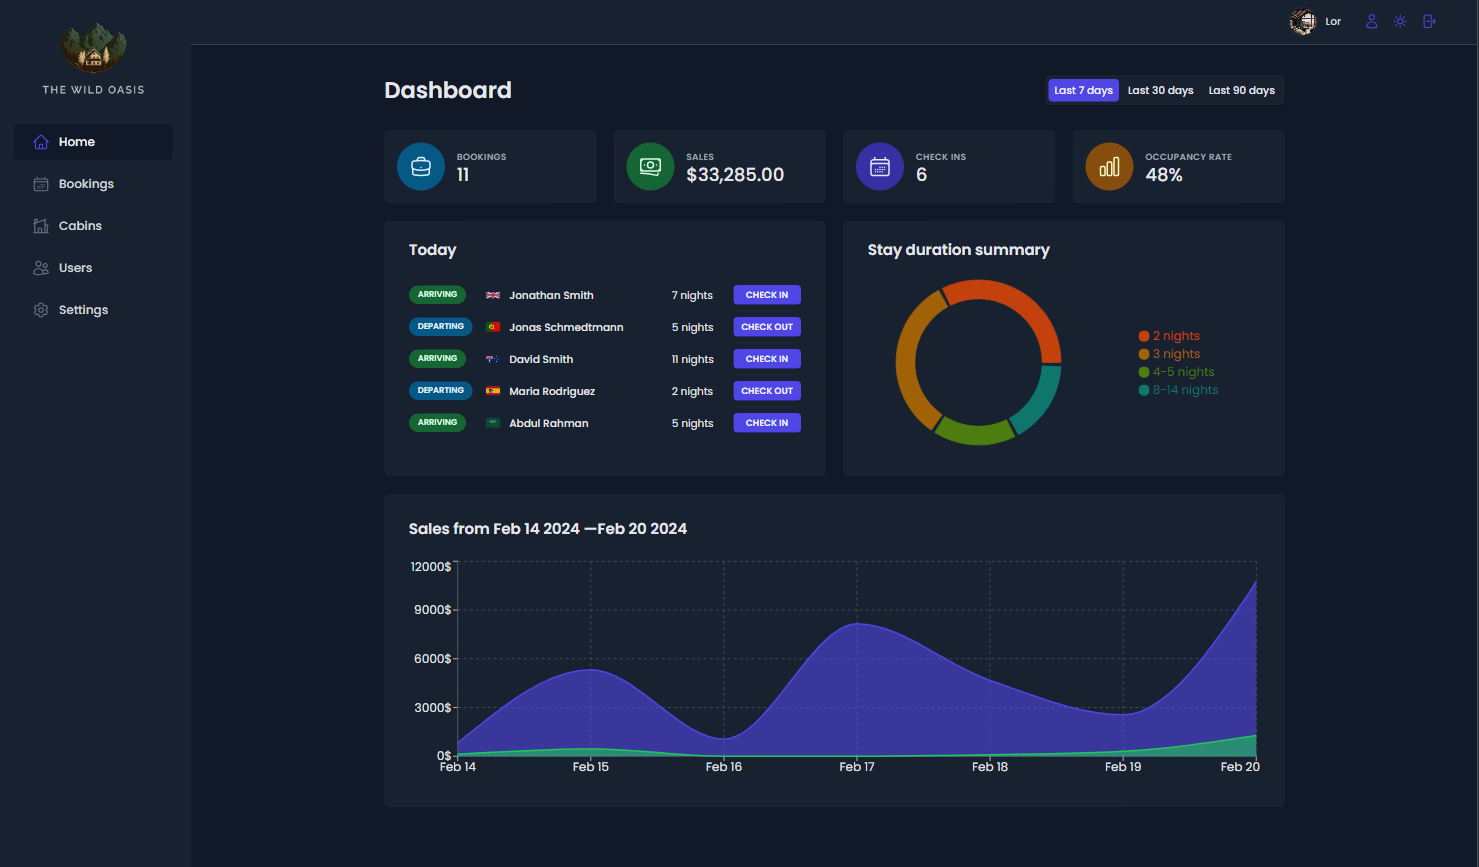 THE WILD OASIS
Home
Bookings
Cabins
Users
Settings
Lor
Dashboard
Last 7 days Last 30 days Last 90 days
BOOKINGS
11
SALES
$33,285.00
CHECK INS
6
OCCUPANCY RATE
48%
Today
ARRIVING Jonathan Smith 7 nights CHECK IN
DEPARTING Jonas Schmedtmann 5 nights CHECK OUT
ARRIVING David Smith 11 nights CHECK IN
DEPARTING Maria Rodriguez 2 nights CHECK OUT
ARRIVING Abdul Rahman 5 nights CHECK IN
Stay duration summary
2 nights
3 nights
4-5 nights
8-14 nights
Sales from Feb 14 2024 —Feb 20 2024
12000$
9000$
6000$
3000$
0$
Feb 14 Feb 15 Feb 16 Feb 17 Feb 18 Feb 19 Feb 20